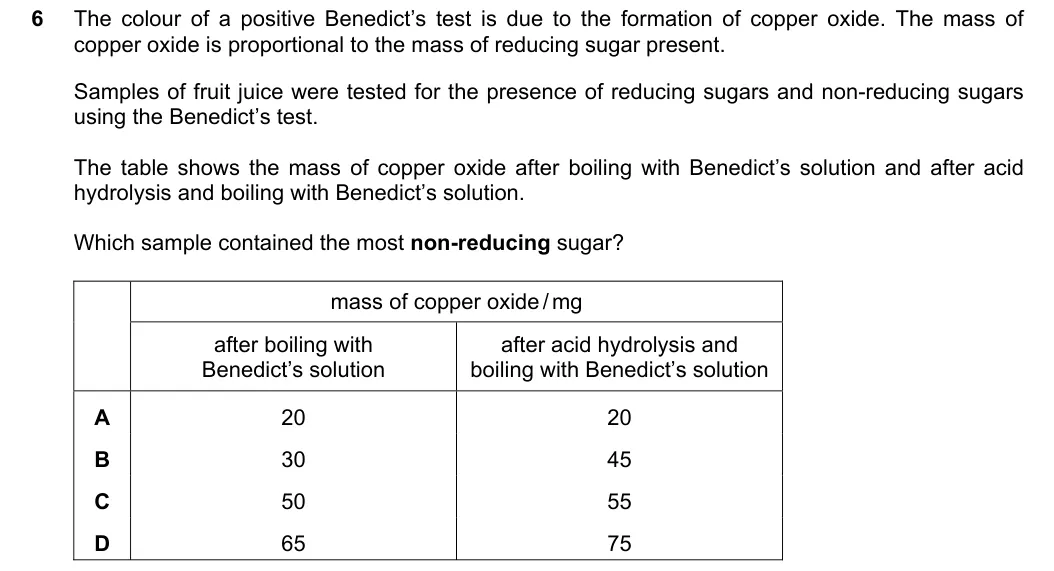 6 The colour of a positive Benedict's test is due to the formation of copper oxide. The mass of
copper oxide is proportional to the mass of reducing sugar present.
Samples of fruit juice were tested for the presence of reducing sugars and non-reducing sugars
using the Benedict's test.
The table shows the mass of copper oxide after boiling with Benedict's solution and after acid
hydrolysis and boiling with Benedict's solution.
Which sample contained the most non-reducing sugar?
mass of copper oxide / mg
after boiling with
Benedict's solution
after acid hydrolysis and
boiling with Benedict's solution
A 20 20
B 30 45
C 50 55
D 65 75